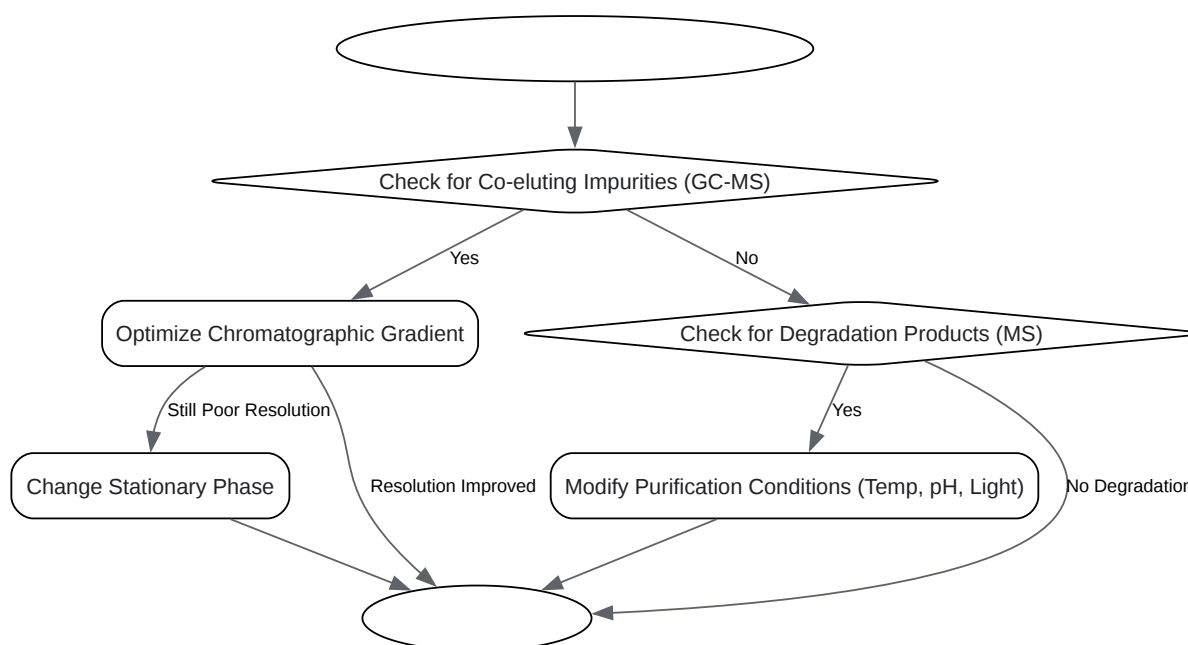 Check for Co-eluting Impurities (GC-MS)
Yes
No
Optimize Chromatographic Gradient
Check for Degradation Products (MS)
Still Poor Resolution
Yes
Change Stationary Phase
Resolution Improved
Modify Purification Conditions (Temp, pH, Light)
No Degradation